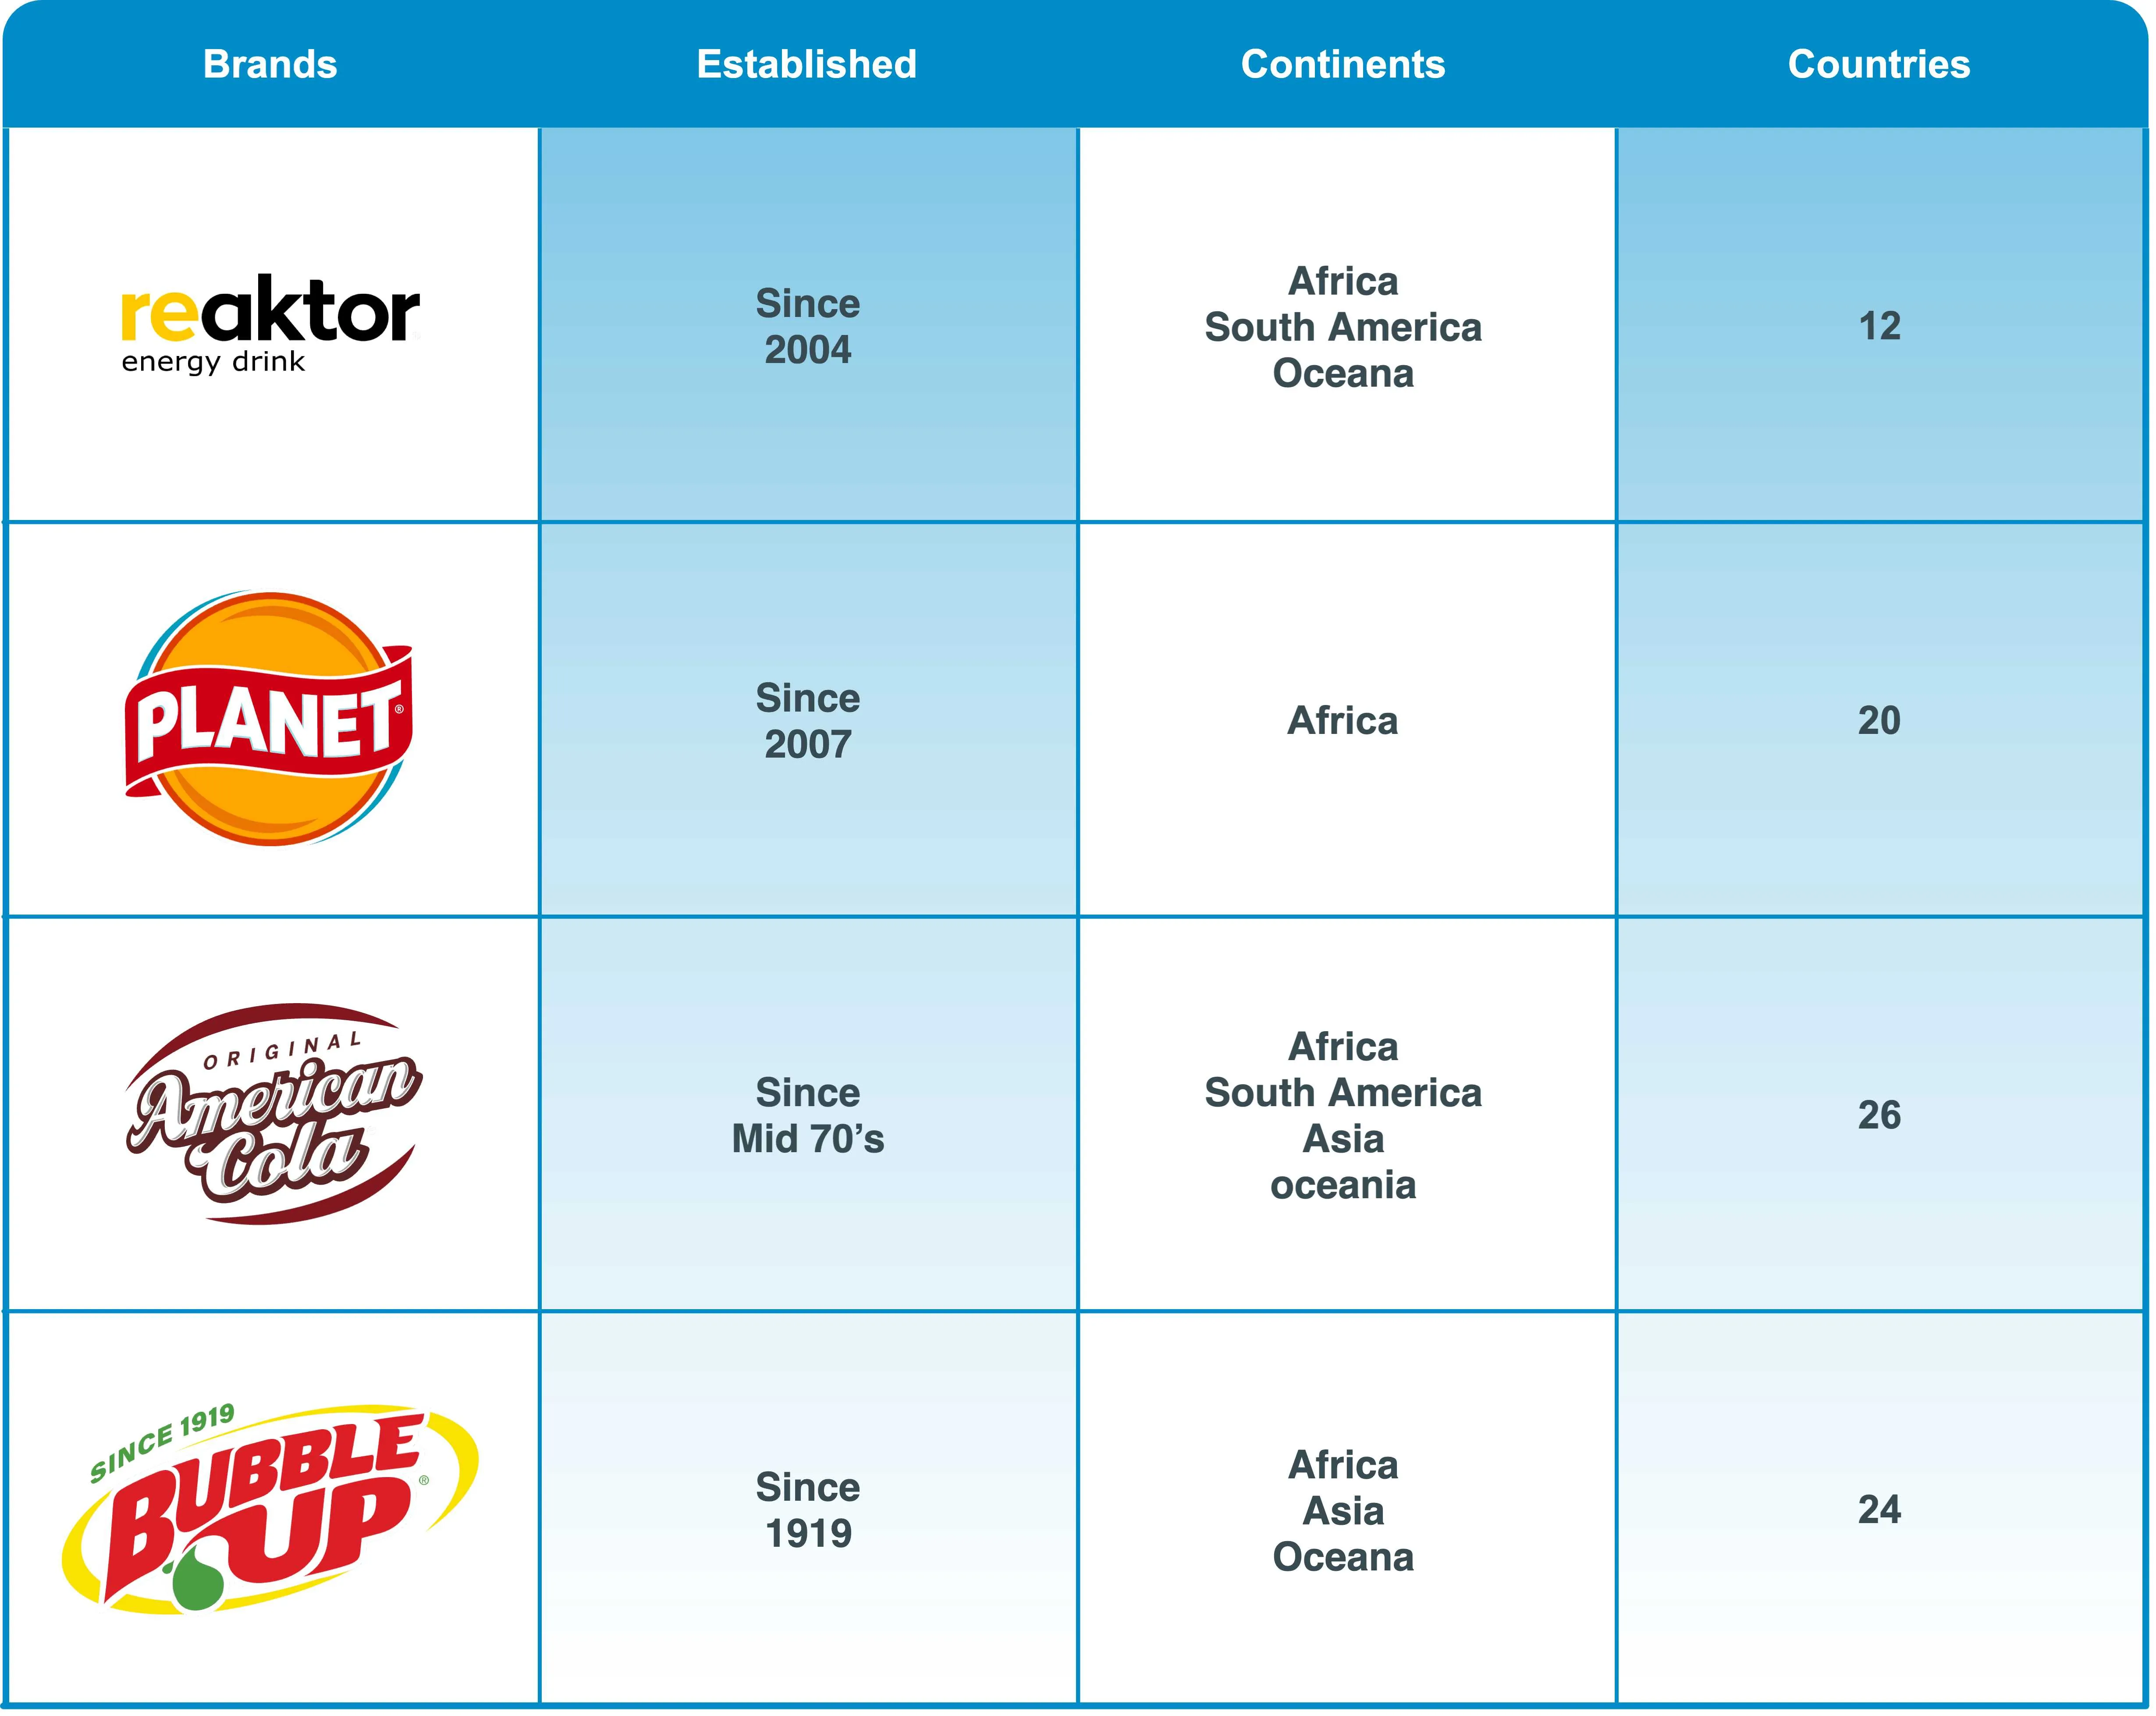 Brands Established Continents Countries
reaktor
energy drink
Since
2004
Africa
South America
Oceana
12
PLANET®
Since
2007
Africa
20
ORIGINAL
American
Cola
Since
Mid 70’s
Africa
South America
Asia
oceania
26
SINCE 1919
BUBBLE
UP®
Since
1919
Africa
Asia
Oceana
24